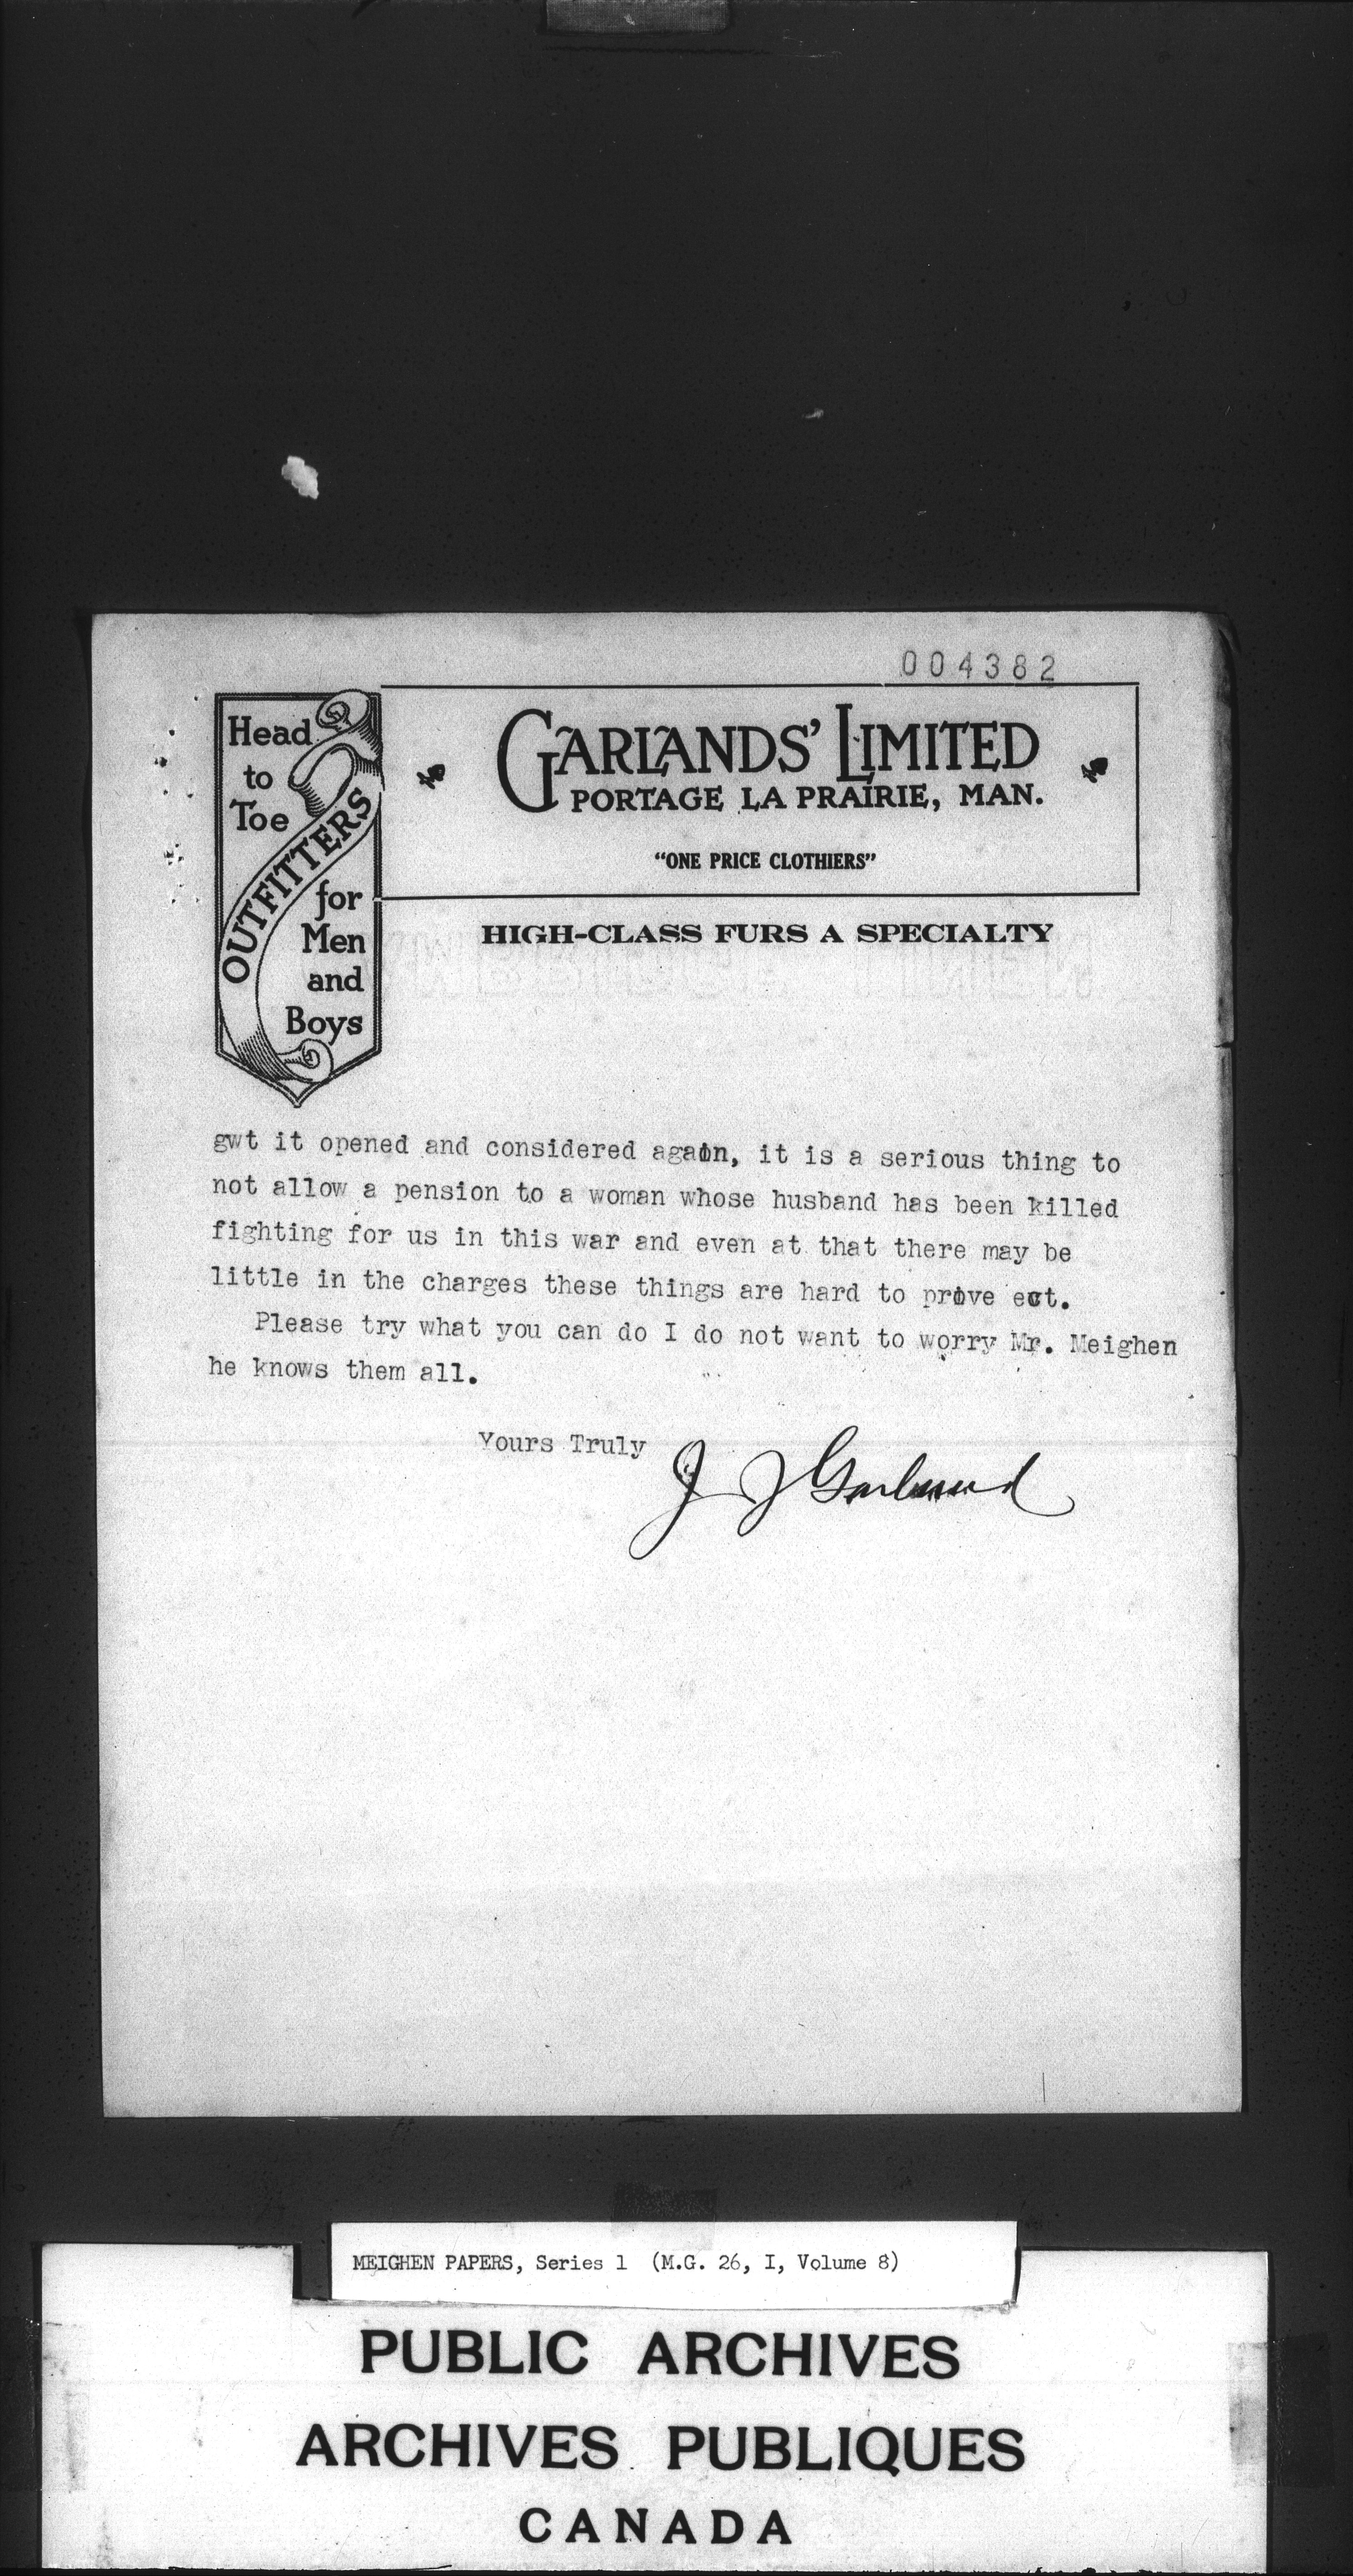 004382
Head
to
Toe
OUTFITTERS
for
Men
and
Boys
GARLANDS' LIMITED
PORTAGE LA PRAIRIE, MAN.
"ONE PRICE CLOTHIERS"
HIGH-CLASS FURS A SPECIALTY
gwt it opened and considered again, it is a serious thing to
not allow a pension to a woman whose husband has been killed
fighting for us in this war and even at that there may be
little in the charges these things are hard to prove ect.
Please try what you can do I do not want to worry Mr. Meighen
he knows them all.
Yours Truly
J J Garland
MEIGHEN PAPERS, Series 1 (M.G. 26, I, Volume 8)
PUBLIC ARCHIVES
ARCHIVES PUBLIQUES
CANADA